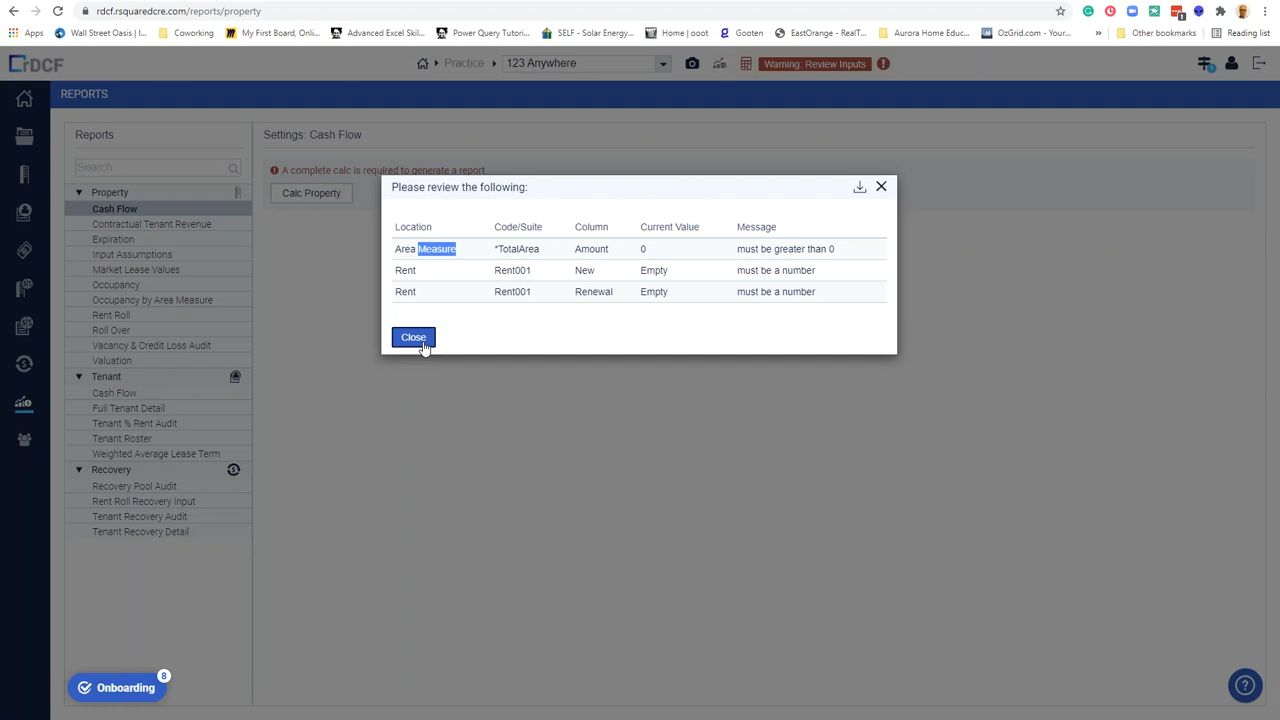 rdcf.rsquaredcre.com/reports/property
1
Apps
Wall Street Oasis | I...
Coworking
My First Board, Onli...
Advanced Excel Skil...
Power Query Tutori...
SELF - Solar Energy...
Home | ooot
Gooten
EastOrange - RealT...
Aurora Home Educ...
OzGrid.com - Your...
»
Other bookmarks
Reading list
rDCF
Practice
123 Anywhere
Warning: Review Inputs
REPORTS
Reports
Search
Property
Cash Flow
Contractual Tenant Revenue
Expiration
Input Assumptions
Market Lease Values
Occupancy
Occupancy by Area Measure
Rent Roll
Roll Over
Vacancy & Credit Loss Audit
Valuation
Tenant
Cash Flow
Full Tenant Detail
Tenant % Rent Audit
Tenant Roster
Weighted Average Lease Term
Recovery
Recovery Pool Audit
Rent Roll Recovery Input
Tenant Recovery Audit
Tenant Recovery Detail
Settings: Cash Flow
A complete calc is required to generate a report
Calc Property
Please review the following:
Location Code/Suite Column Current Value Message
Area Measure *TotalArea Amount 0 must be greater than 0
Rent Rent001 New Empty must be a number
Rent Rent001 Renewal Empty must be a number
Close
Onboarding
8
?